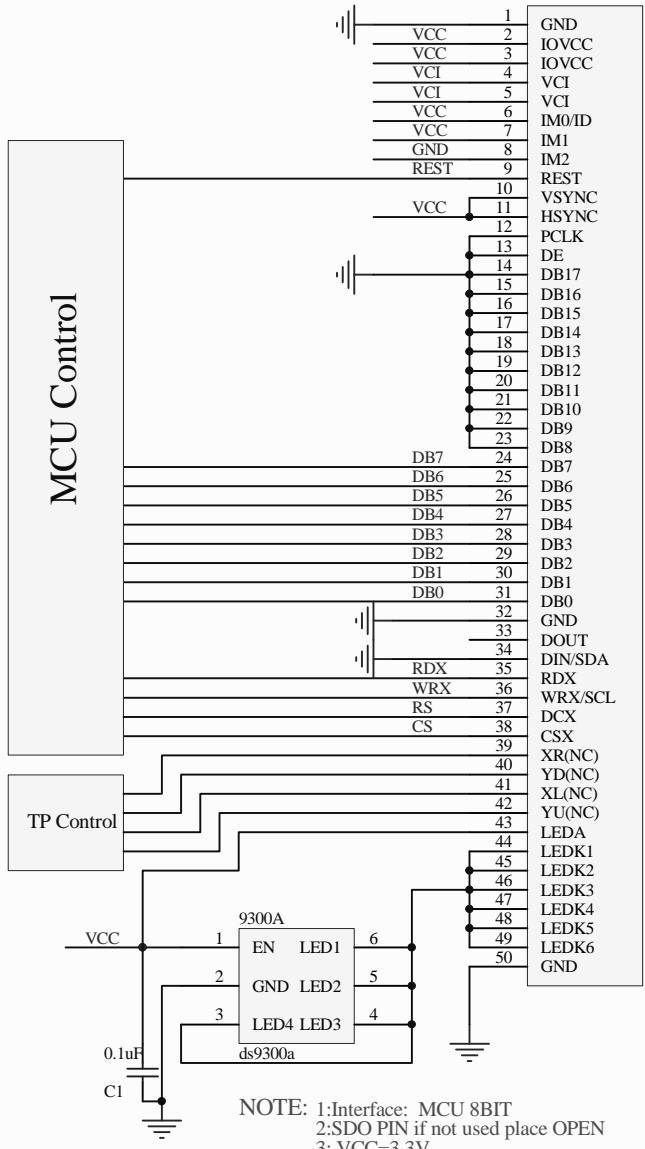 1 GND
VCC 2 IOVCC
VCC 3 IOVCC
VCI 4 VCI
VCI 5 VCI
VCC 6 IM0/ID
VCC 7 IM1
GND 8 IM2
REST 9 REST
10 VSYNC
VCC 11 HSYNC
12 PCLK
13 DE
14 DB17
15 DB16
16 DB15
17 DB14
18 DB13
19 DB12
20 DB11
21 DB10
22 DB9
23 DB8
MCU Control
DB7 24 DB7
DB6 25 DB6
DB5 26 DB5
DB4 27 DB4
DB3 28 DB3
DB2 29 DB2
DB1 30 DB1
DB0 31 DB0
32 GND
33 DOUT
34 DIN/SDA
RDX 35 RDX
WRX 36 WRX/SCL
RS 37 DCX
CS 38 CSX
39 XR(NC)
40 YD(NC)
41 XL(NC)
42 YU(NC)
TP Control
43 LEDA
44 LEDK1
45 LEDK2
46 LEDK3
47 LEDK4
48 LEDK5
49 LEDK6
50 GND
9300A
VCC 1 EN LED1 6
2 GND LED2 5
3 LED4 LED3 4
ds9300a
0.1uF
C1
NOTE: 1:Interface: MCU 8BIT
2:SDO PIN if not used place OPEN
3: VCC=3.3V